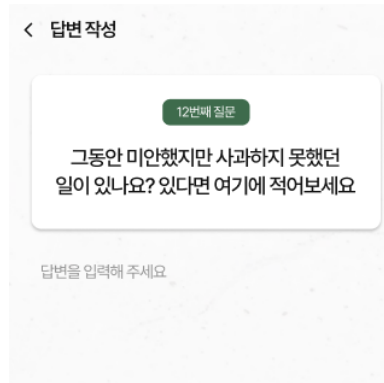 답변 작성
12번째 질문
그동안 미안했지만 사과하지 못했던
일이 있나요? 있다면 여기에 적어보세요
답변을 입력해 주세요